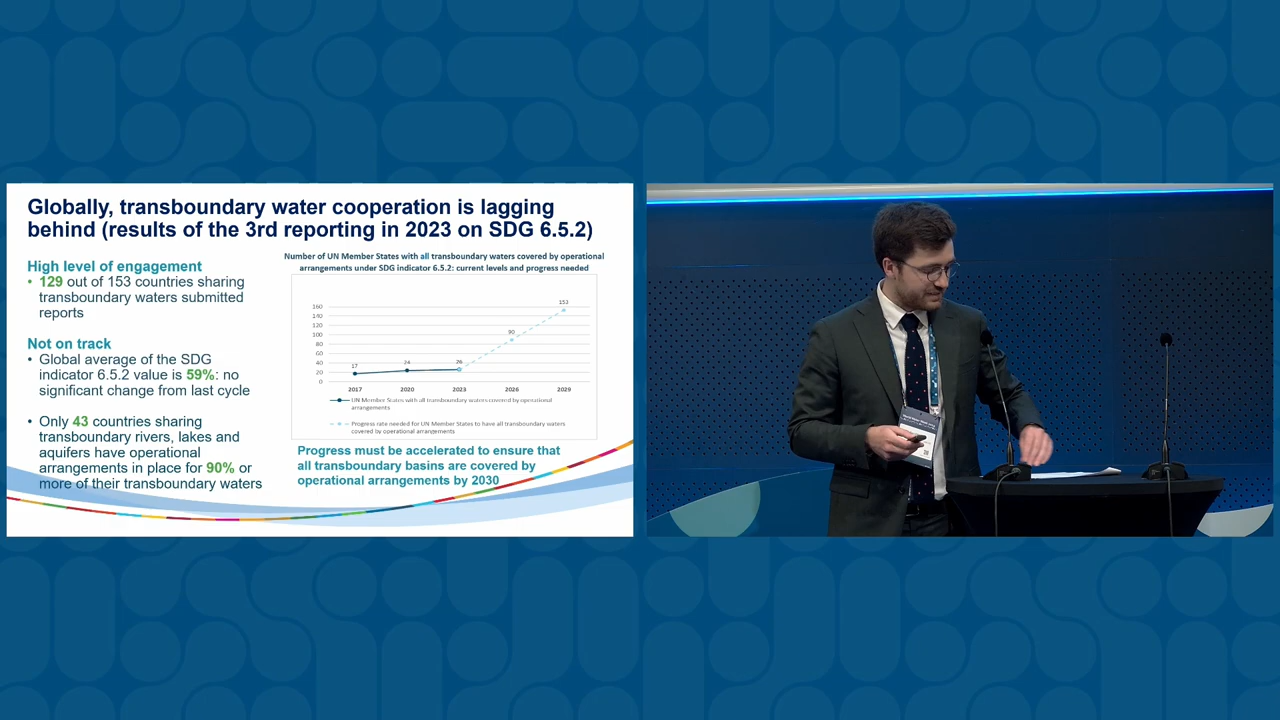 Globally, transboundary water cooperation is lagging
behind (results of the 3rd reporting in 2023 on SDG 6.5.2)
High level of engagement
• 129 out of 153 countries sharing
transboundary waters submitted
reports
Not on track
• Global average of the SDG
indicator 6.5.2 value is 59%: no
significant change from last cycle
• Only 43 countries sharing
transboundary rivers, lakes and
aquifers have operational
arrangements in place for 90% or
more of their transboundary waters
Number of UN Member States with all transboundary waters covered by operational
arrangements under SDG indicator 6.5.2: current levels and progress needed
160
140
120
100
80
60
40
20
0
17
24
26
90
153
2017 2020 2023 2026 2029
UN Member States with all transboundary waters covered by operational
arrangements
Progress rate needed for UN Member States to have all transboundary waters
covered by operational arrangements
Progress must be accelerated to ensure that
all transboundary basins are covered by
operational arrangements by 2030